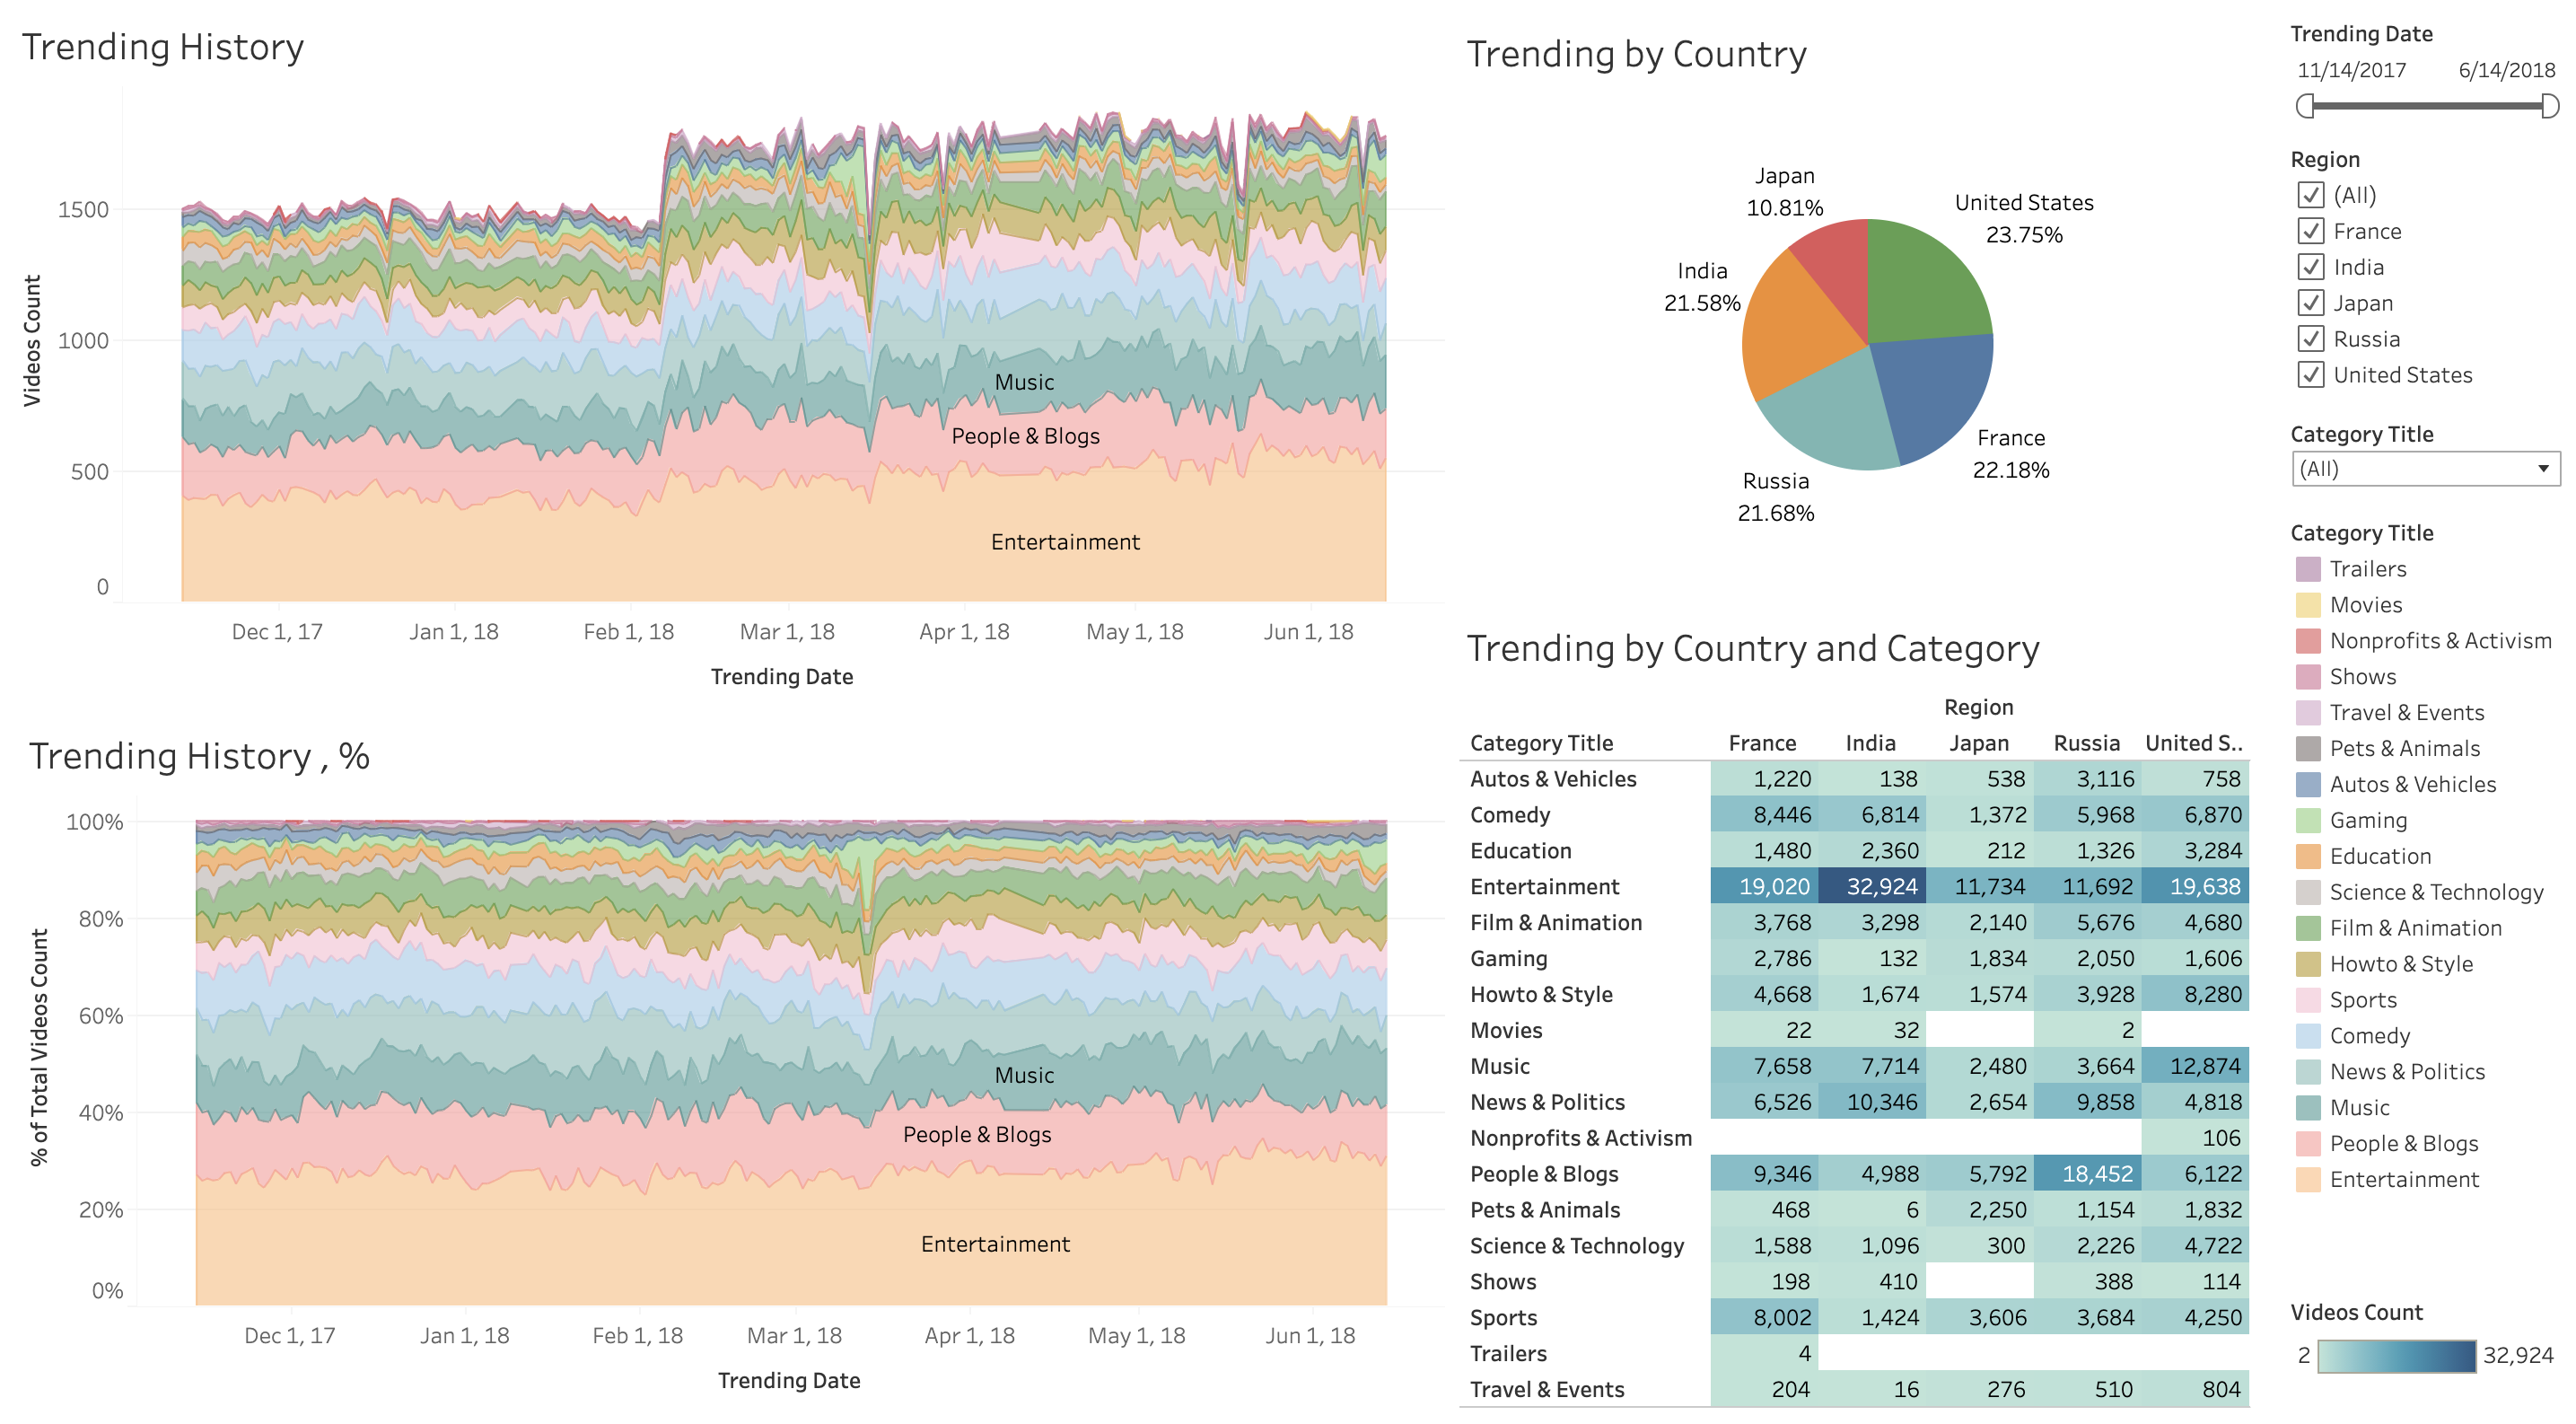 Trending History
Videos Count
1500
1000
500
0
Music
People & Blogs
Entertainment
Dec 1, 17 Jan 1, 18 Feb 1, 18 Mar 1, 18 Apr 1, 18 May 1, 18 Jun 1, 18
Trending Date
Trending History , %
% of Total Videos Count
100%
80%
60%
40%
20%
0%
Music
People & Blogs
Entertainment
Dec 1, 17 Jan 1, 18 Feb 1, 18 Mar 1, 18 Apr 1, 18 May 1, 18 Jun 1, 18
Trending Date
Trending by Country
Japan
10.81%
United States
23.75%
India
21.58%
France
22.18%
Russia
21.68%
Trending by Country and Category
Region
Category Title France India Japan Russia United S..
Autos & Vehicles 1,220 138 538 3,116 758
Comedy 8,446 6,814 1,372 5,968 6,870
Education 1,480 2,360 212 1,326 3,284
Entertainment 19,020 32,924 11,734 11,692 19,638
Film & Animation 3,768 3,298 2,140 5,676 4,680
Gaming 2,786 132 1,834 2,050 1,606
Howto & Style 4,668 1,674 1,574 3,928 8,280
Movies 22 32 2
Music 7,658 7,714 2,480 3,664 12,874
News & Politics 6,526 10,346 2,654 9,858 4,818
Nonprofits & Activism 106
People & Blogs 9,346 4,988 5,792 18,452 6,122
Pets & Animals 468 6 2,250 1,154 1,832
Science & Technology 1,588 1,096 300 2,226 4,722
Shows 198 410 388 114
Sports 8,002 1,424 3,606 3,684 4,250
Trailers 4
Travel & Events 204 16 276 510 804
Trending Date
11/14/2017 6/14/2018
Region
(All)
France
India
Japan
Russia
United States
Category Title
(All)
Category Title
Trailers
Movies
Nonprofits & Activism
Shows
Travel & Events
Pets & Animals
Autos & Vehicles
Gaming
Education
Science & Technology
Film & Animation
Howto & Style
Sports
Comedy
News & Politics
Music
People & Blogs
Entertainment
Videos Count
2 32,924